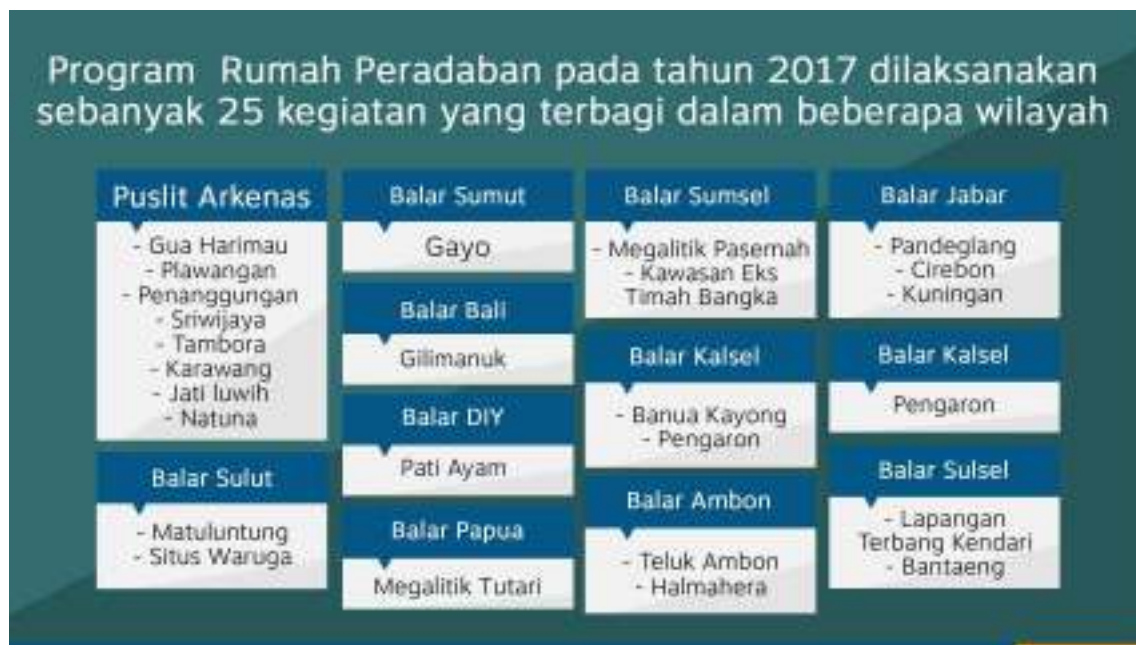 Program Rumah Peradaban pada tahun 2017 dilaksanakan
sebanyak 25 kegiatan yang terbagi dalam beberapa wilayah
Puslit Arkenas
- Gua Harimau
- Plawangan
- Penanggungan
- Sriwijaya
- Tambora
- Karawang
- Jati luwih
- Natuna
Balar Sulut
- Matuluntung
- Situs Waruga
Balar Sumut
Gayo
Balar Bali
Gilimanuk
Balar DIY
Pati Ayam
Balar Papua
Megalitik Tutari
Balar Sumsel
- Megalitik Pasemah
- Kawasan Eks
Timah Bangka
Balar Kalsel
- Banua Kayong
- Pengaron
Balar Ambon
- Teluk Ambon
- Halmahera
Balar Jabar
- Pandeglang
- Cirebon
- Kuningan
Balar Kalsel
Pengaron
Balar Sulsel
- Lapangan
Terbang Kendari
- Bantaeng